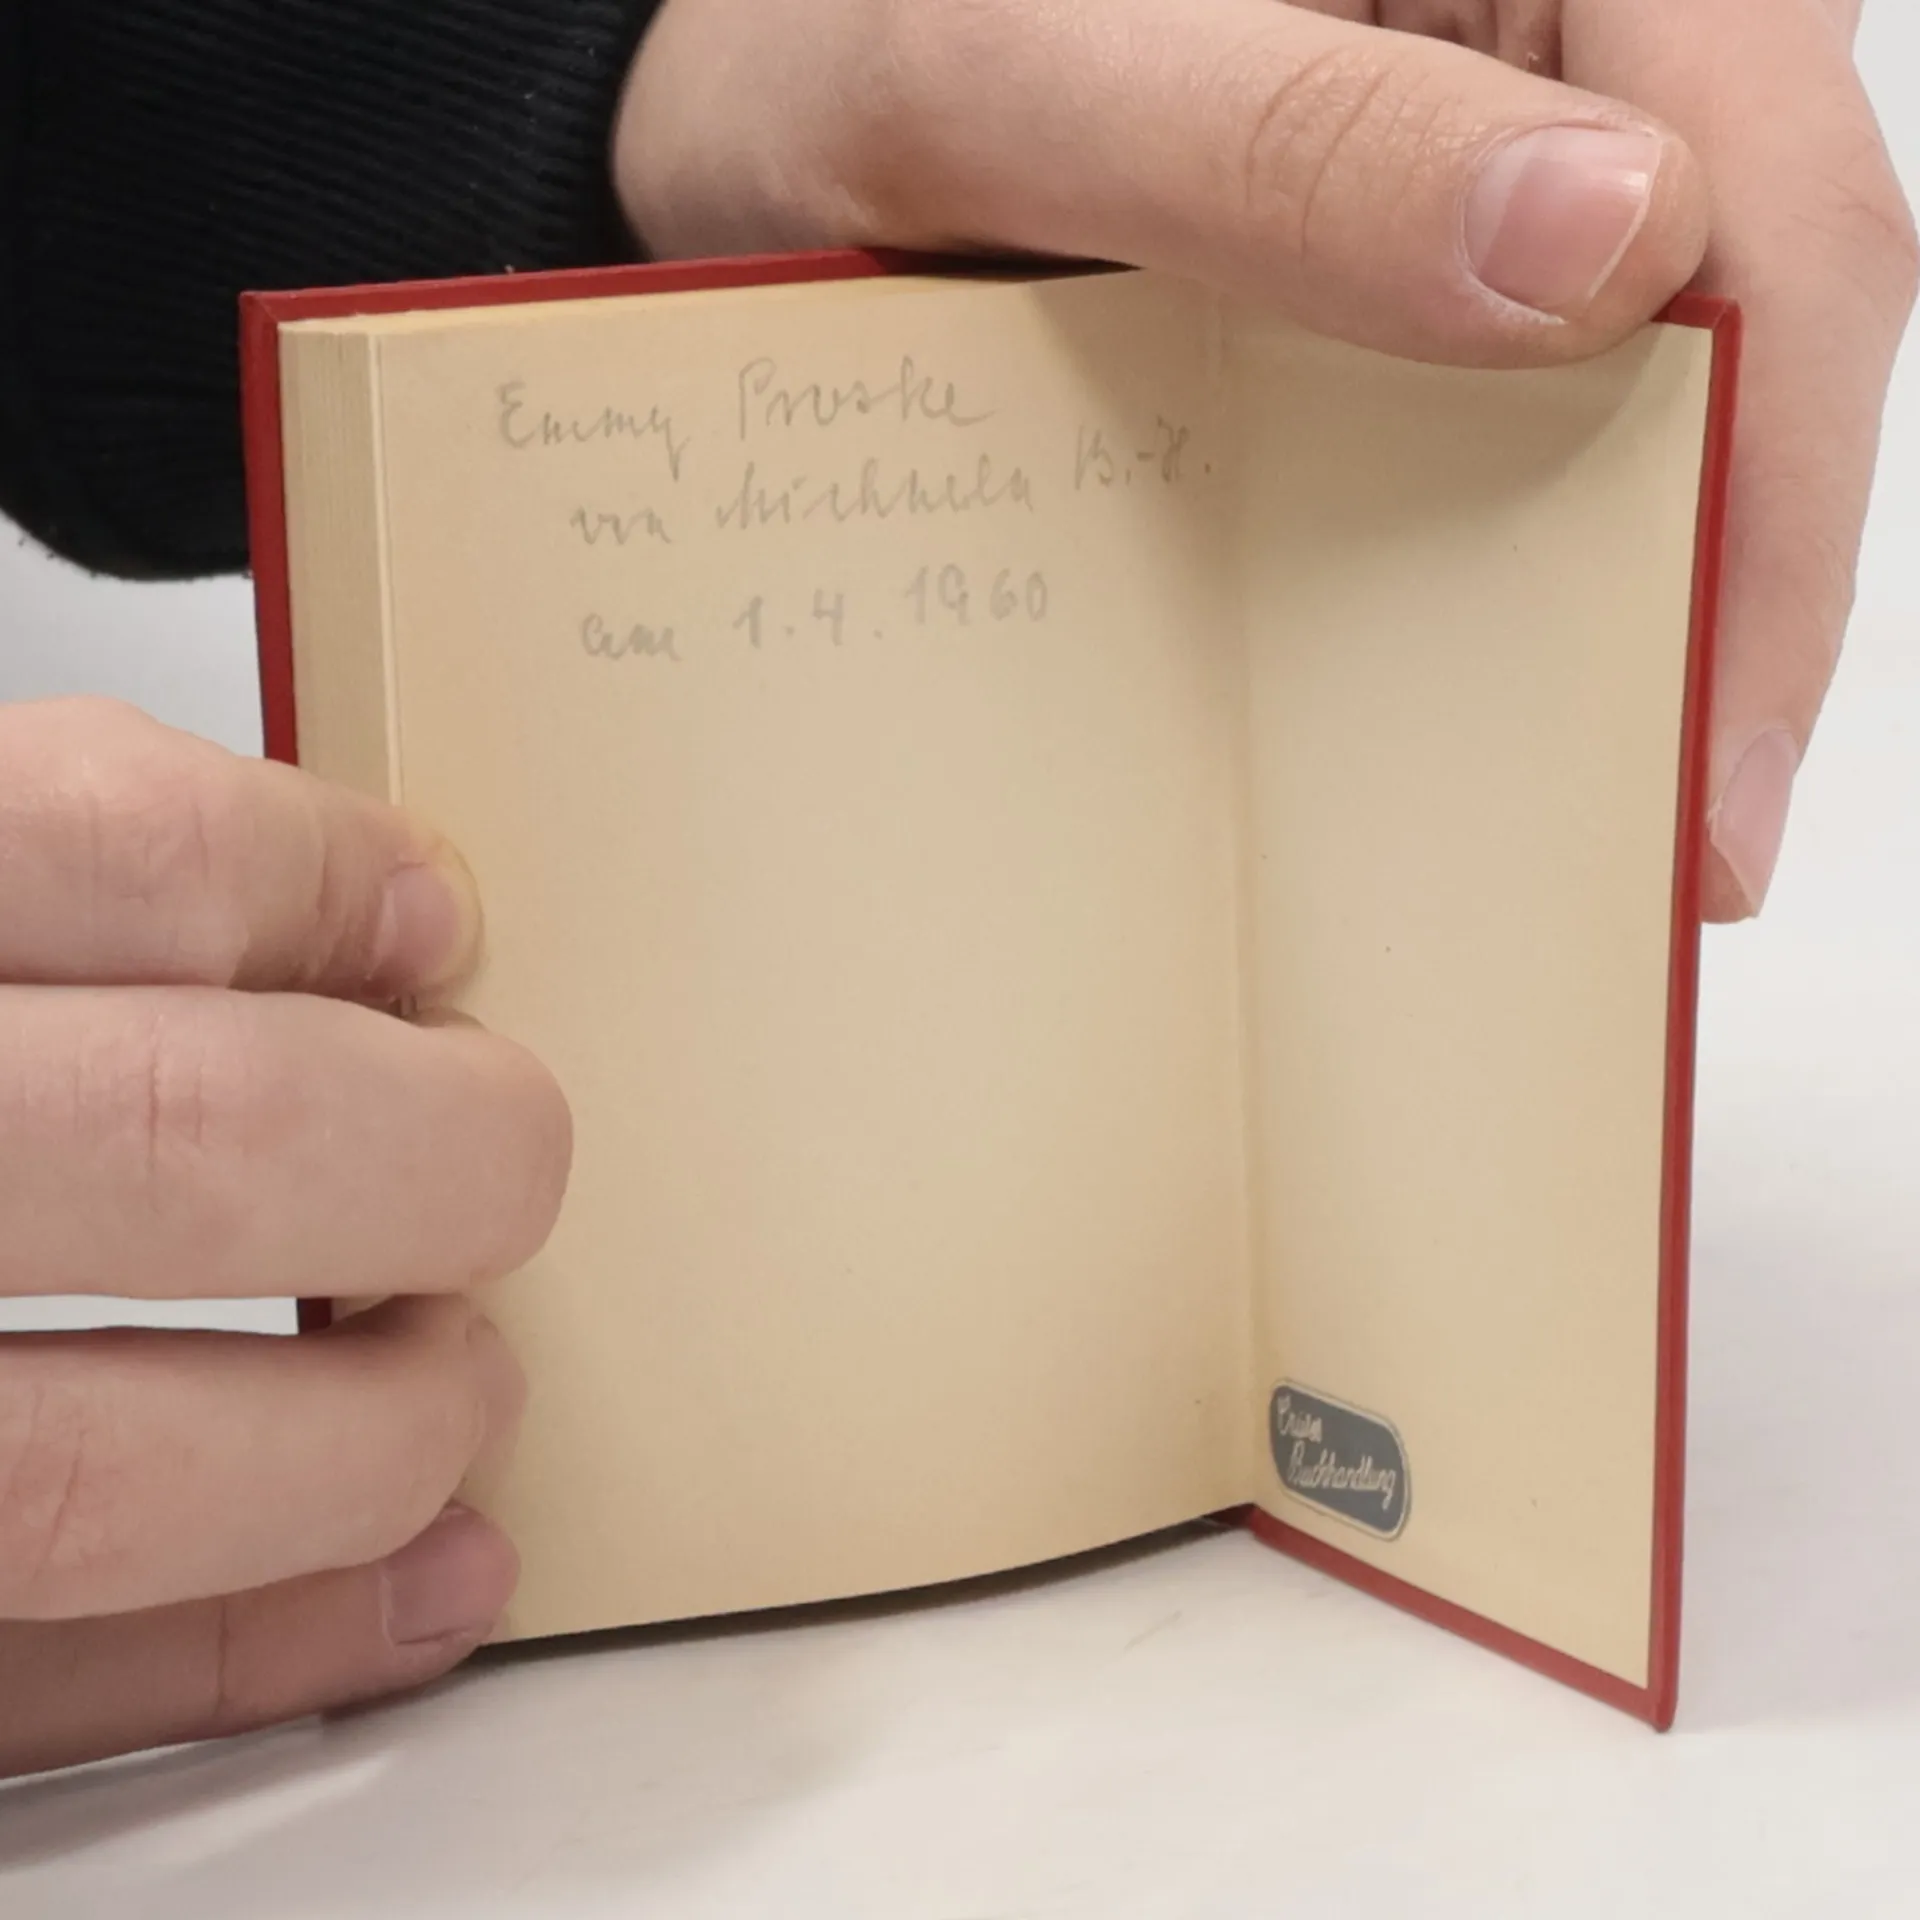 Emmy Proske
von Michaela B.-H.
am 1.4.1960
Buchhandlung